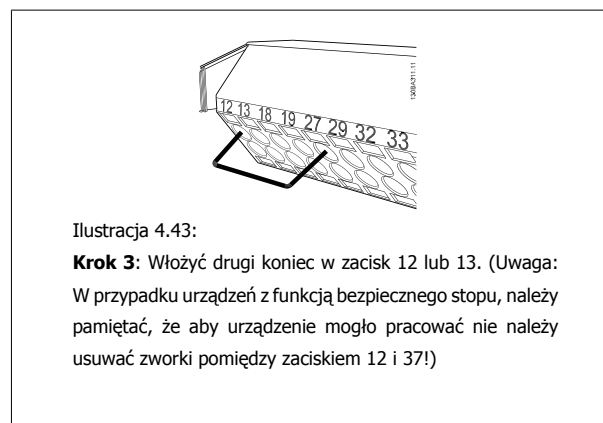 130BA311.11
12 13 18 19 27 29 32 33
Ilustracja 4.43:
Krok 3: Włożyć drugi koniec w zacisk 12 lub 13. (Uwaga:
W przypadku urządzeń z funkcją bezpiecznego stopu, należy
pamiętać, że aby urządzenie mogło pracować nie należy
usuwać zworki pomiędzy zaciskiem 12 i 37!)